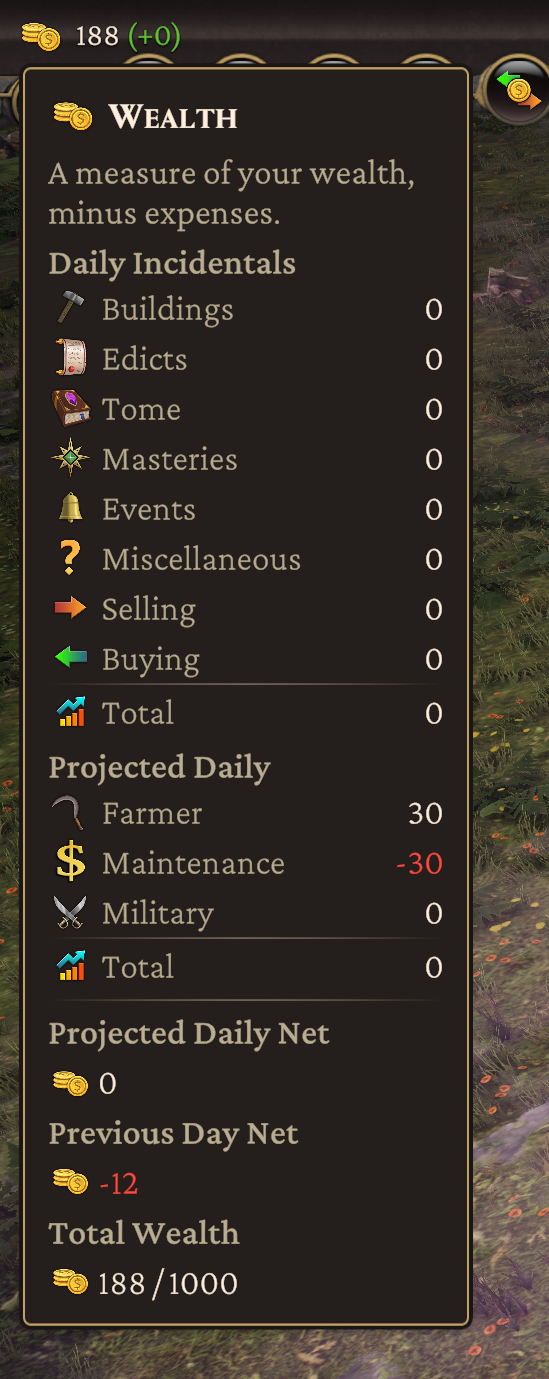 188 (+0)
Wealth
A measure of your wealth,
minus expenses.
Daily Incidentals
Buildings 0
Edicts 0
Tome 0
Masteries 0
Events 0
Miscellaneous 0
Selling 0
Buying 0
Total 0
Projected Daily
Farmer 30
Maintenance -30
Military 0
Total 0
Projected Daily Net
0
Previous Day Net
-12
Total Wealth
188/1000